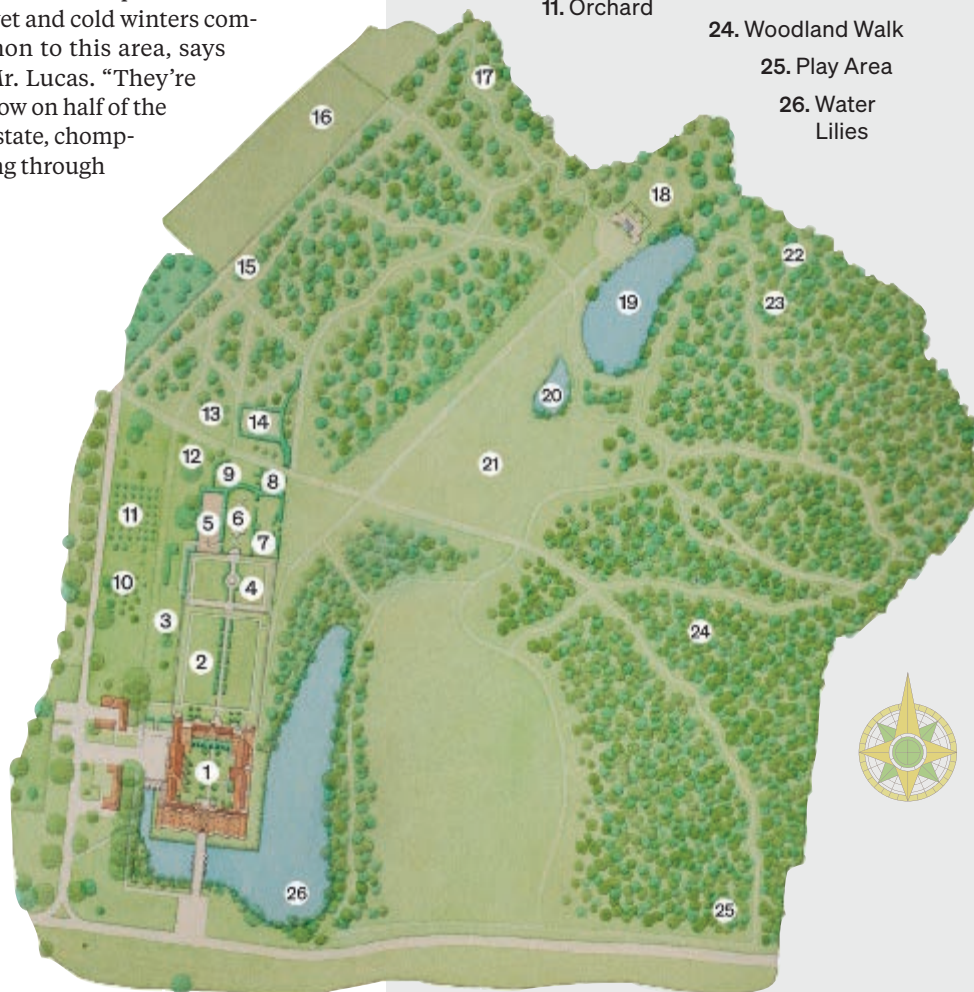 wet and cold winters com-
mon to this area, says
Mr. Lucas. “They’re
ow on half of the
state, chomp-
ng through
11. Orchard
24. Woodland Walk
25. Play Area
26. Water
Lilies
17
16
18
22
15
19
23
20
13
14
12
21
9
8
11
5
6
7
10
4
3
24
2
1
26
25